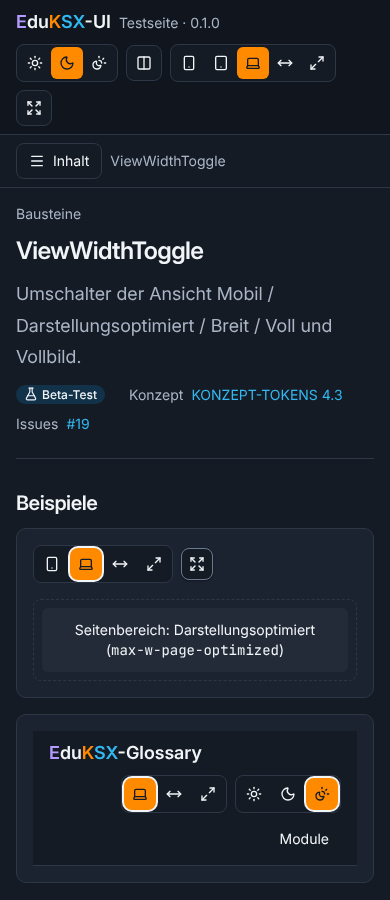 EduKSX-UI Testseite · 0.1.0
Inhalt ViewWidthToggle
Bausteine
ViewWidthToggle
Umschalter der Ansicht Mobil /
Darstellungsoptimiert / Breit / Voll und
Vollbild.
Beta-Test Konzept KONZEPT-TOKENS 4.3
Issues #19
Beispiele
Seitenbereich: Darstellungsoptimiert
(max-w-page-optimized)
EduKSX-Glossary
Module